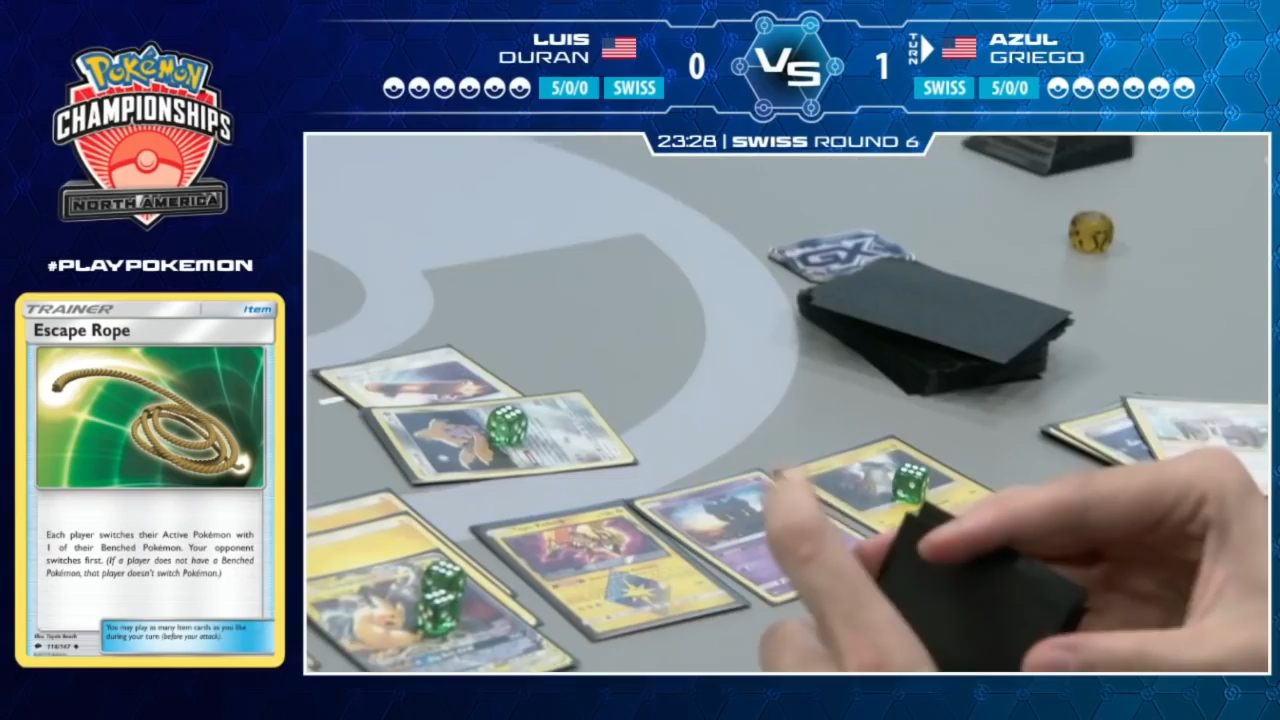 POKÉMON
CHAMPIONSHIPS
NORTH AMERICA
#PLAYPOKEMON
LUIS
DURAN
0
VS
1
TURN
AZUL
GRIEGO
5/0/0
SWISS
SWISS
5/0/0
23:28 | SWISS ROUND 6
TRAINER
Item
Escape Rope
Each player switches their Active Pokémon with
1 of their Benched Pokémon. Your opponent
switches first. (If a player does not have a Benched
Pokémon, that player doesn't switch Pokémon.)
You may play as many Item cards as you like
during your turn (before your attack).
114/147
GX